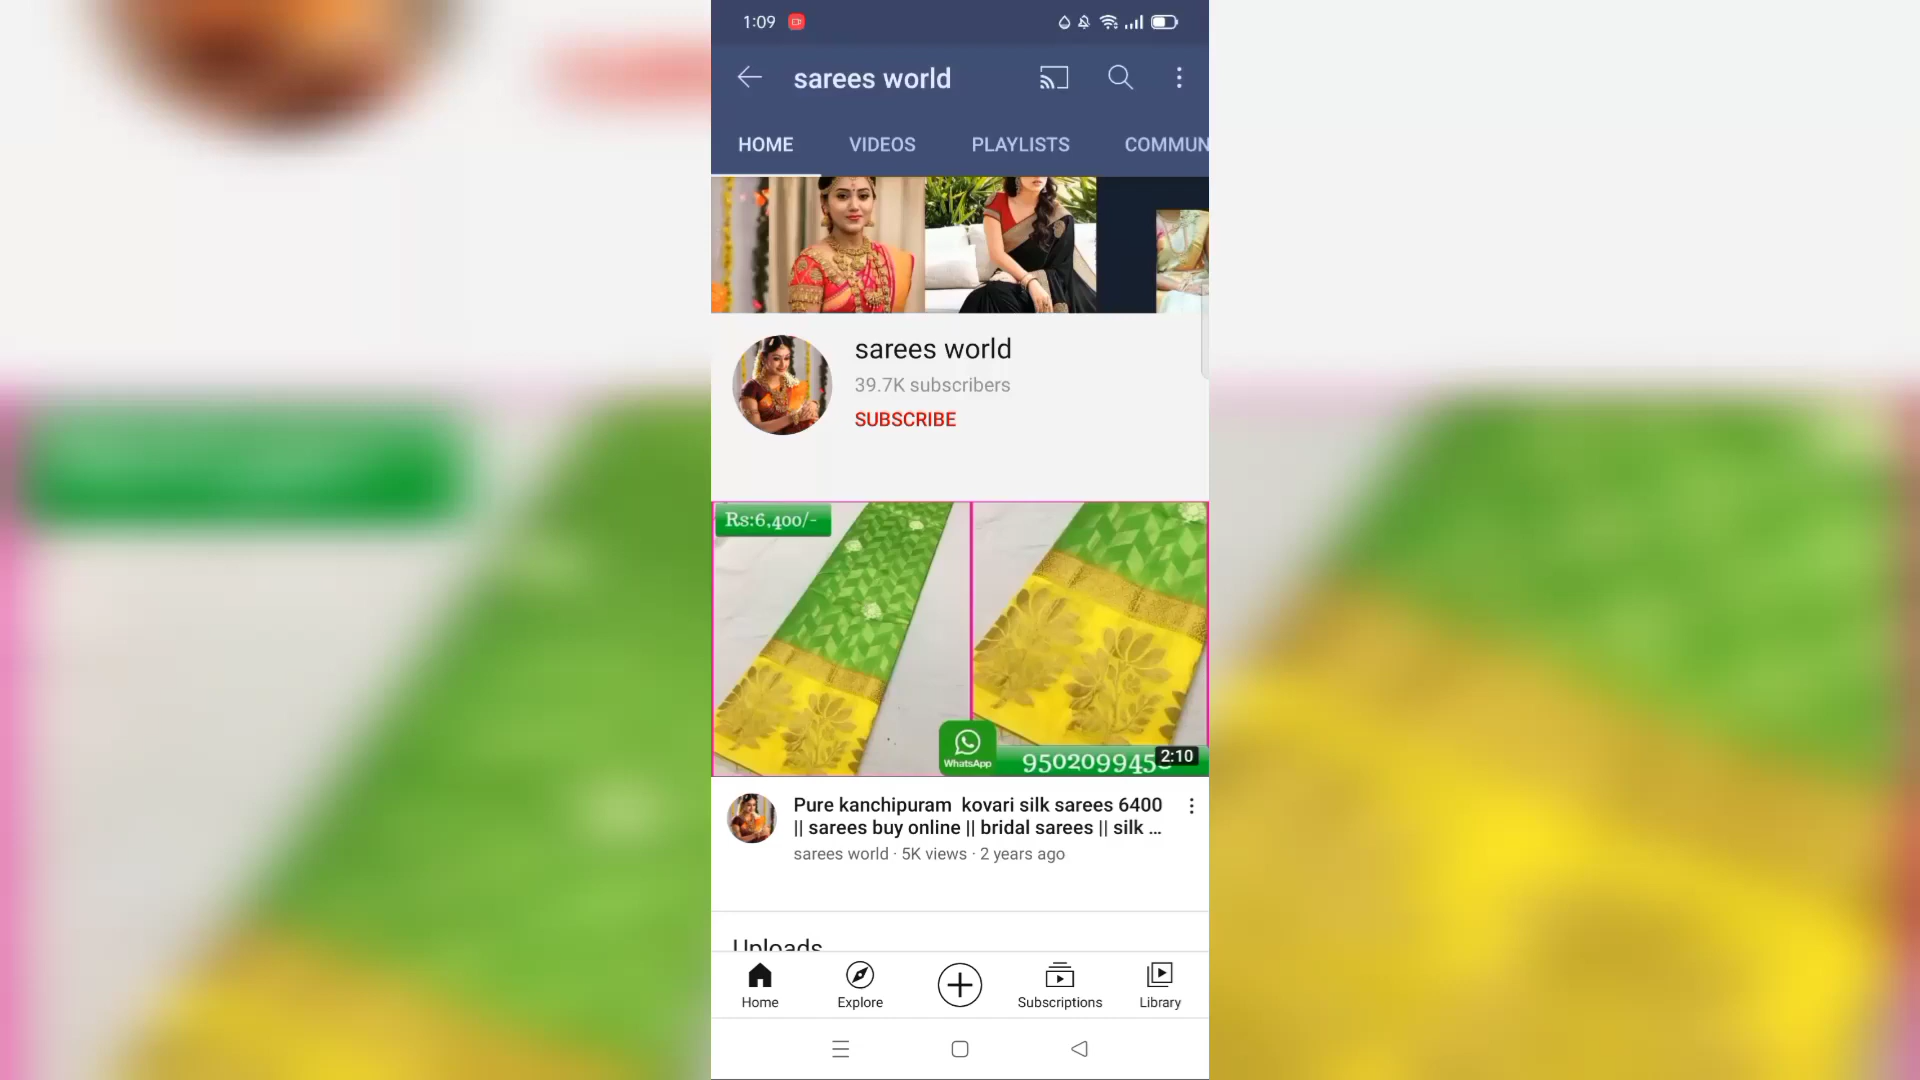 1:09
sarees world
HOME VIDEOS PLAYLISTS COMMUN
sarees world
39.7K subscribers
SUBSCRIBE
Rs:6,400/-
WhatsApp
2:10
Pure kanchipuram kovari silk sarees 6400
|| sarees buy online || bridal sarees || silk ...
sarees world · 5K views · 2 years ago
Uploads
Home Explore Subscriptions Library